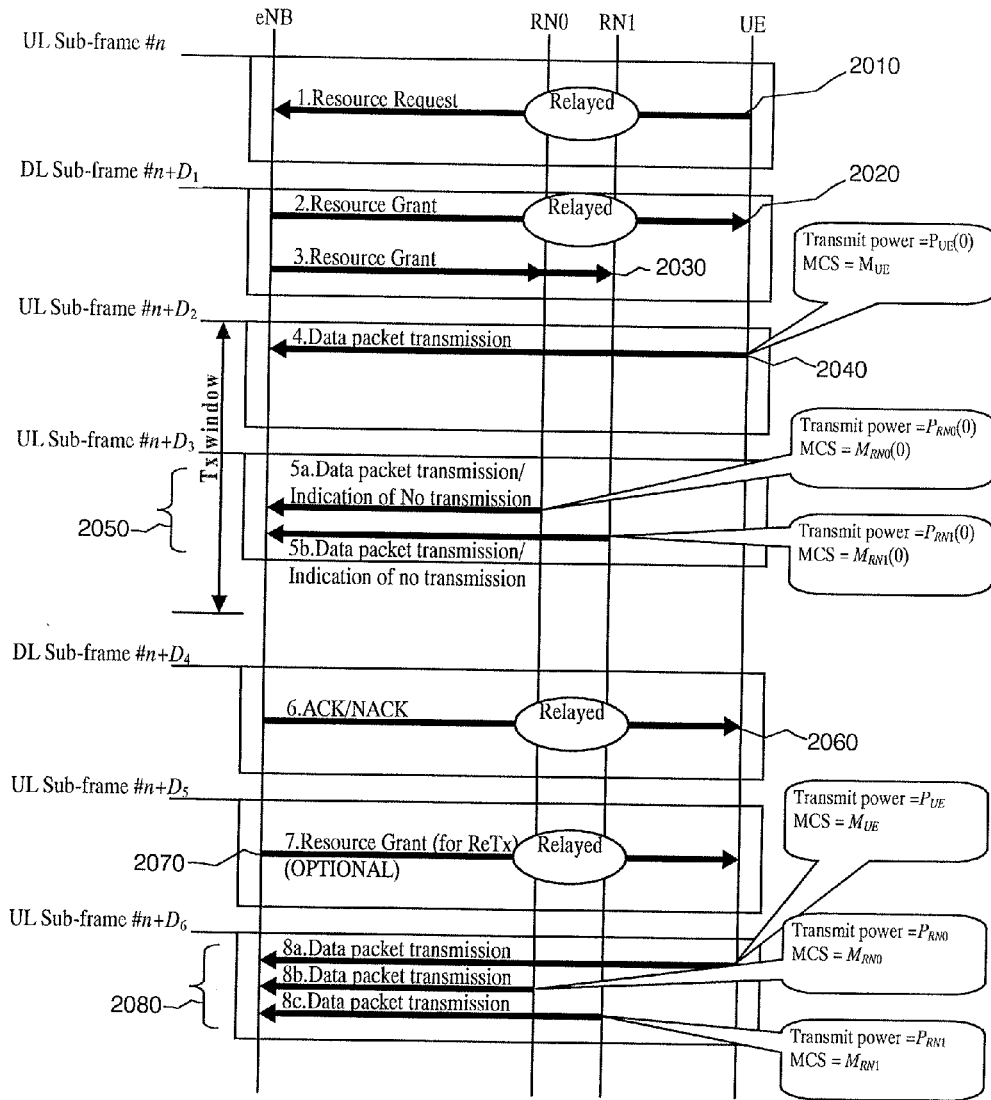 eNB RN0 RN1 UE
UL Sub-frame #n
2010
1.Resource Request
Relayed
DL Sub-frame #n+D1
2020
2.Resource Grant
Relayed
Transmit power =PUE(0)
MCS = MUE
3.Resource Grant
2030
UL Sub-frame #n+D2
4.Data packet transmission
2040
Tx window
UL Sub-frame #n+D3
Transmit power =PRN0(0)
MCS = MRN0(0)
5a.Data packet transmission/
Indication of No transmission
2050
5b.Data packet transmission/
Indication of no transmission
Transmit power =PRN1(0)
MCS = MRN1(0)
DL Sub-frame #n+D4
6.ACK/NACK
Relayed
2060
UL Sub-frame #n+D5
Transmit power =PUE
MCS = MUE
7.Resource Grant (for ReTx)
(OPTIONAL)
Relayed
2070
UL Sub-frame #n+D6
Transmit power =PRN0
MCS = MRN0
8a.Data packet transmission
8b.Data packet transmission
8c.Data packet transmission
2080
Transmit power =PRN1
MCS = MRN1